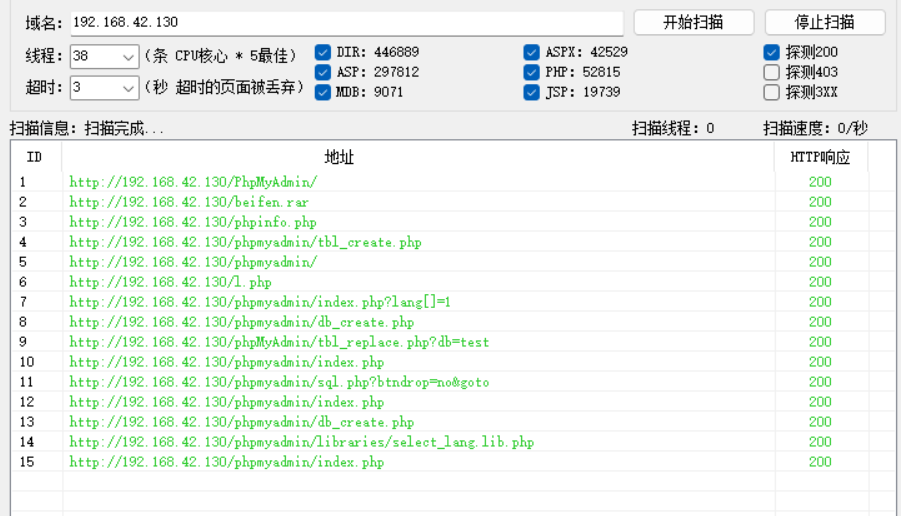 域名: 192.168.42.130 开始扫描 停止扫描
线程: 38 (条 CPU核心 * 5最佳) DIR: 446889 ASPX: 42529 探测200
ASP: 297812 PHP: 52815 探测403
超时: 3 (秒 超时的页面被丢弃) MDB: 9071 JSP: 19739 探测3XX
扫描信息: 扫描完成... 扫描线程: 0 扫描速度: 0/秒
ID 地址 HTTP响应
1 http://192.168.42.130/PhpMyAdmin/ 200
2 http://192.168.42.130/beifen.rar 200
3 http://192.168.42.130/phpinfo.php 200
4 http://192.168.42.130/phpmyadmin/tbl_create.php 200
5 http://192.168.42.130/phpmyadmin/ 200
6 http://192.168.42.130/l.php 200
7 http://192.168.42.130/phpmyadmin/index.php?lang[]=1 200
8 http://192.168.42.130/phpmyadmin/db_create.php 200
9 http://192.168.42.130/phpMyAdmin/tbl_replace.php?db=test 200
10 http://192.168.42.130/phpmyadmin/index.php 200
11 http://192.168.42.130/phpmyadmin/sql.php?btndrop=no&goto 200
12 http://192.168.42.130/phpmyadmin/index.php 200
13 http://192.168.42.130/phpmyAdmin/db_create.php 200
14 http://192.168.42.130/phpmyAdmin/libraries/select_lang.lib.php 200
15 http://192.168.42.130/phpmyadmin/index.php 200